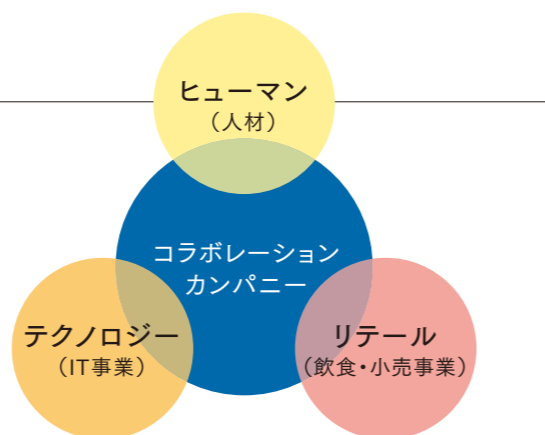 ヒューマン
（人材）
コラボレーション
カンパニー
テクノロジー
（IT事業）
リテール
（飲食・小売事業）